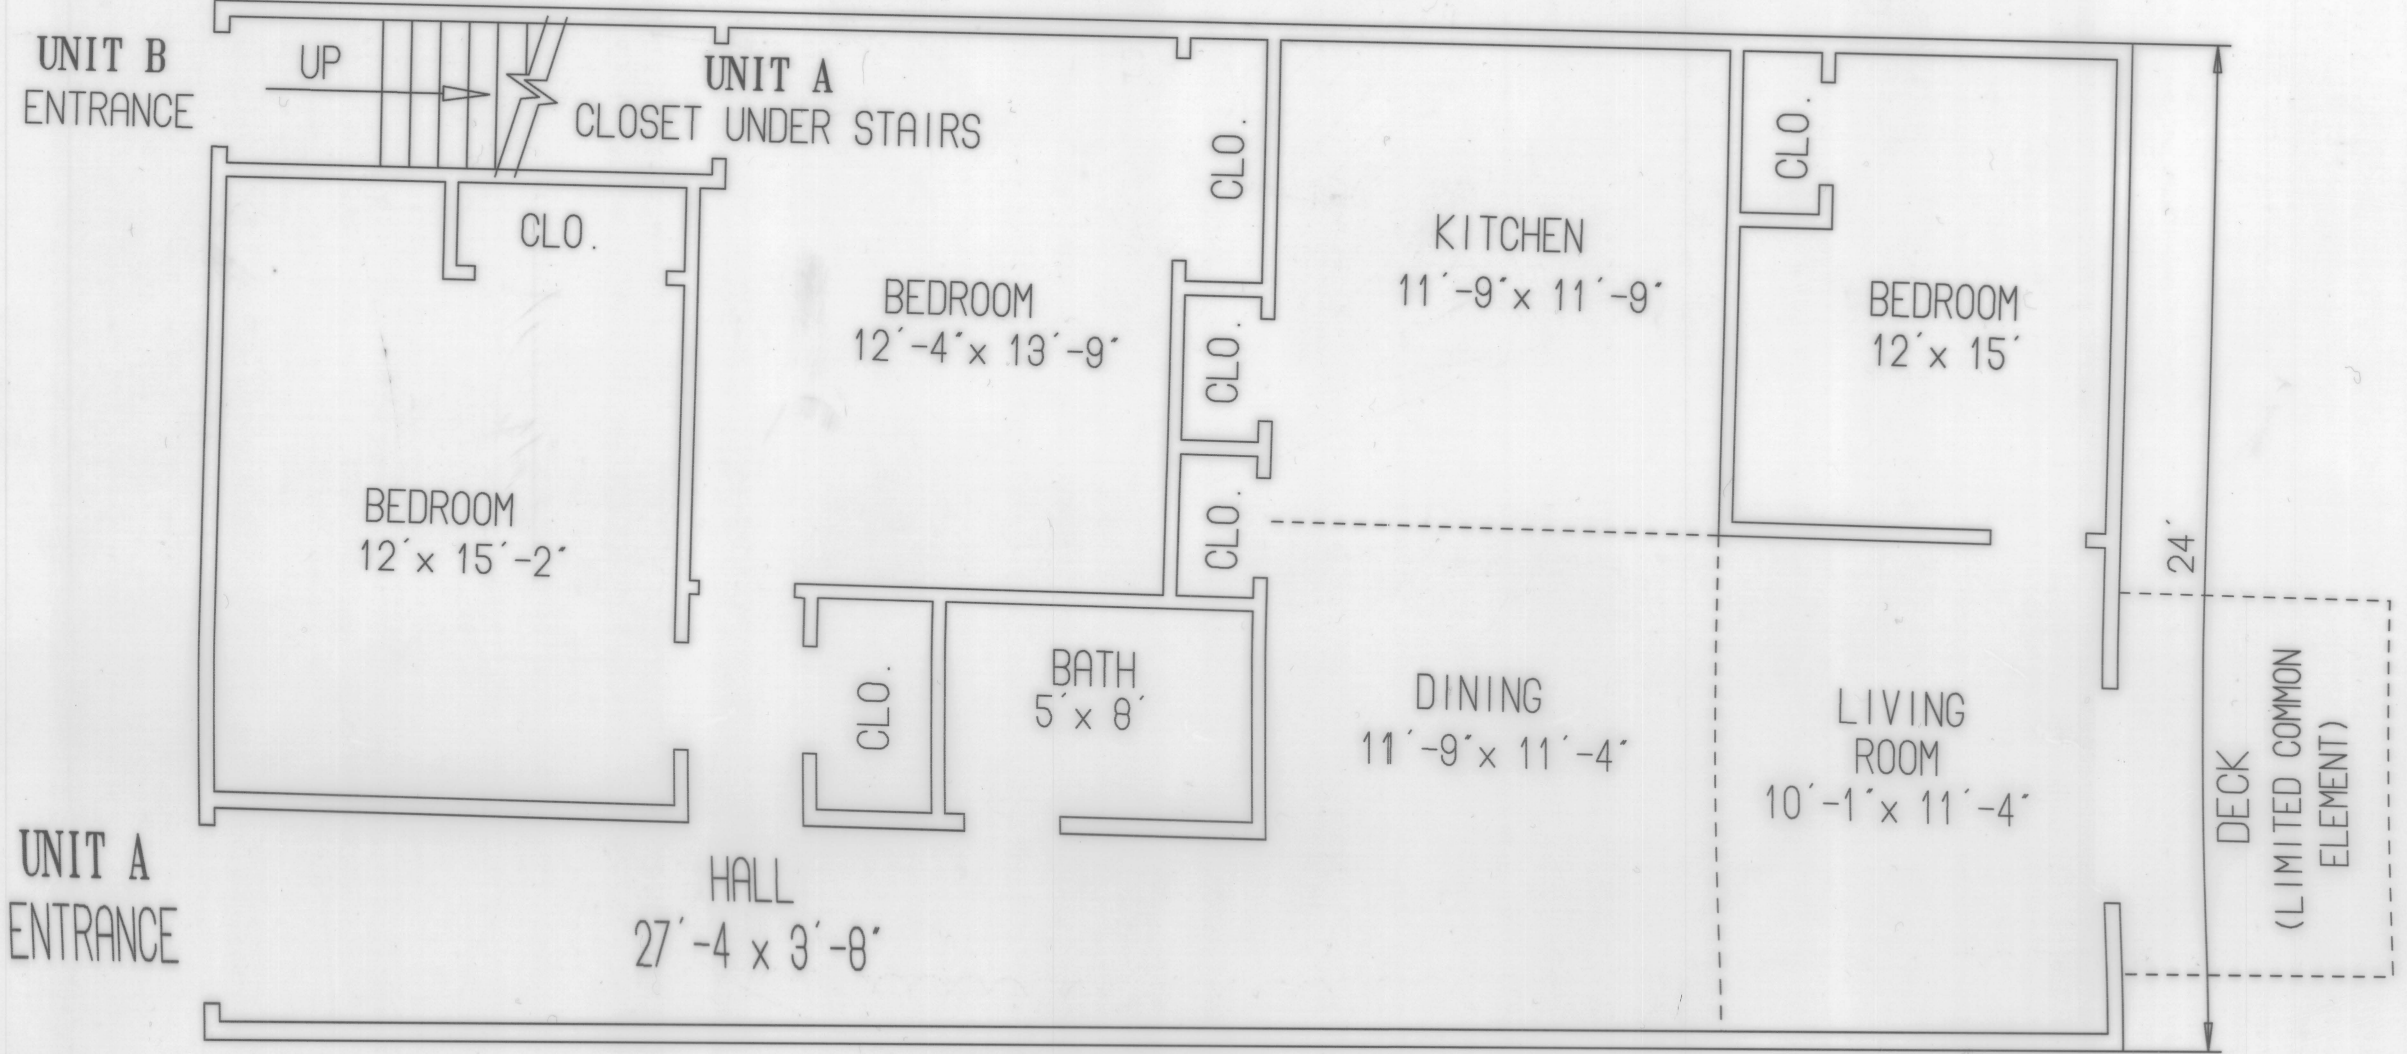 UNIT B
ENTRANCE
UP
UNIT A
CLOSET UNDER STAIRS
CLO.
CLO.
CLO.
KITCHEN
11´-9" x 11´-9"
BEDROOM
12´ x 15´
BEDROOM
12´-4" x 13´-9"
CLO.
CLO.
CLO.
BEDROOM
12´ x 15´-2"
24´
CLO.
BATH
5´ x 8´
DINING
11´-9" x 11´-4"
LIVING
ROOM
10´-1" x 11´-4"
DECK
(LIMITED COMMON
ELEMENT)
UNIT A
ENTRANCE
HALL
27´-4 x 3´-8"